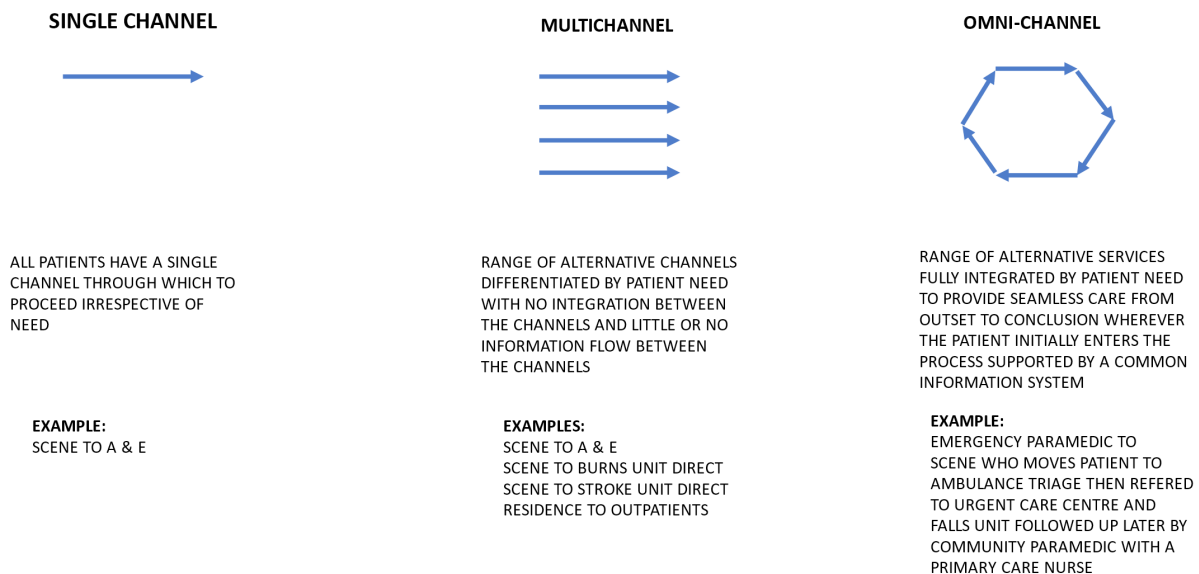 SINGLE CHANNEL
ALL PATIENTS HAVE A SINGLE
CHANNEL THROUGH WHICH TO
PROCEED IRRESPECTIVE OF
NEED
EXAMPLE:
SCENE TO A & E
MULTICHANNEL
RANGE OF ALTERNATIVE CHANNELS
DIFFERENTIATED BY PATIENT NEED
WITH NO INTEGRATION BETWEEN
THE CHANNELS AND LITTLE OR NO
INFORMATION FLOW BETWEEN
THE CHANNELS
EXAMPLES:
SCENE TO A & E
SCENE TO BURNS UNIT DIRECT
SCENE TO STROKE UNIT DIRECT
RESIDENCE TO OUTPATIENTS
OMNI-CHANNEL
RANGE OF ALTERNATIVE SERVICES
FULLY INTEGRATED BY PATIENT NEED
TO PROVIDE SEAMLESS CARE FROM
OUTSET TO CONCLUSION WHEREVER
THE PATIENT INITIALLY ENTERS THE
PROCESS SUPPORTED BY A COMMON
INFORMATION SYSTEM
EXAMPLE:
EMERGENCY PARAMEDIC TO
SCENE WHO MOVES PATIENT TO
AMBULANCE TRIAGE THEN REFERED
TO URGENT CARE CENTRE AND
FALLS UNIT FOLLOWED UP LATER BY
COMMUNITY PARAMEDIC WITH A
PRIMARY CARE NURSE